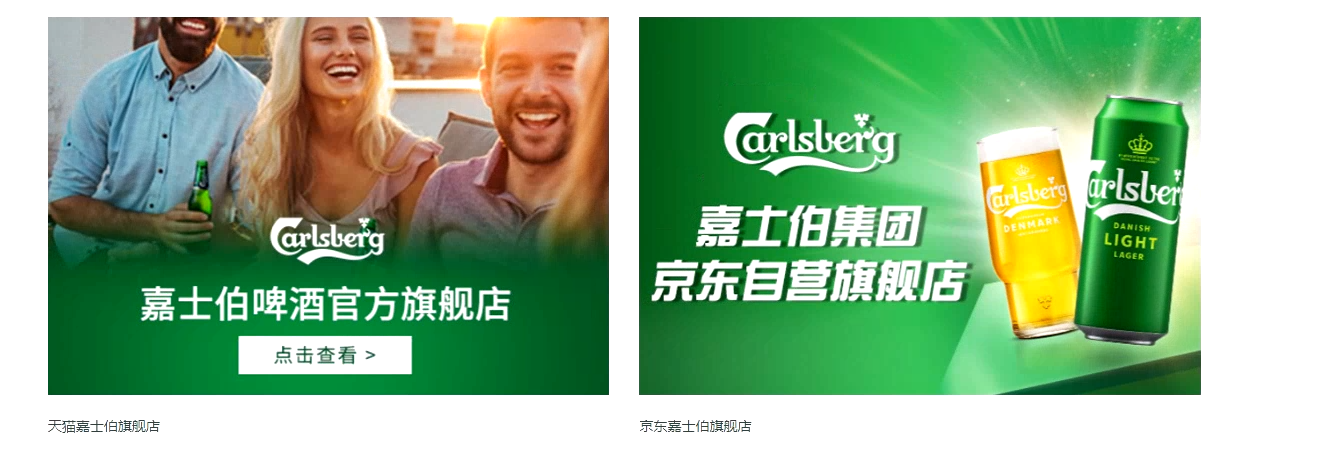 Carlsberg
嘉士伯啤酒官方旗舰店
点击查看 >
天猫嘉士伯旗舰店
Carlsberg
嘉士伯集团
京东自营旗舰店
Carlsberg
DENMARK
Carlsber
DANISH
LIGHT
LAGER
京东嘉士伯旗舰店